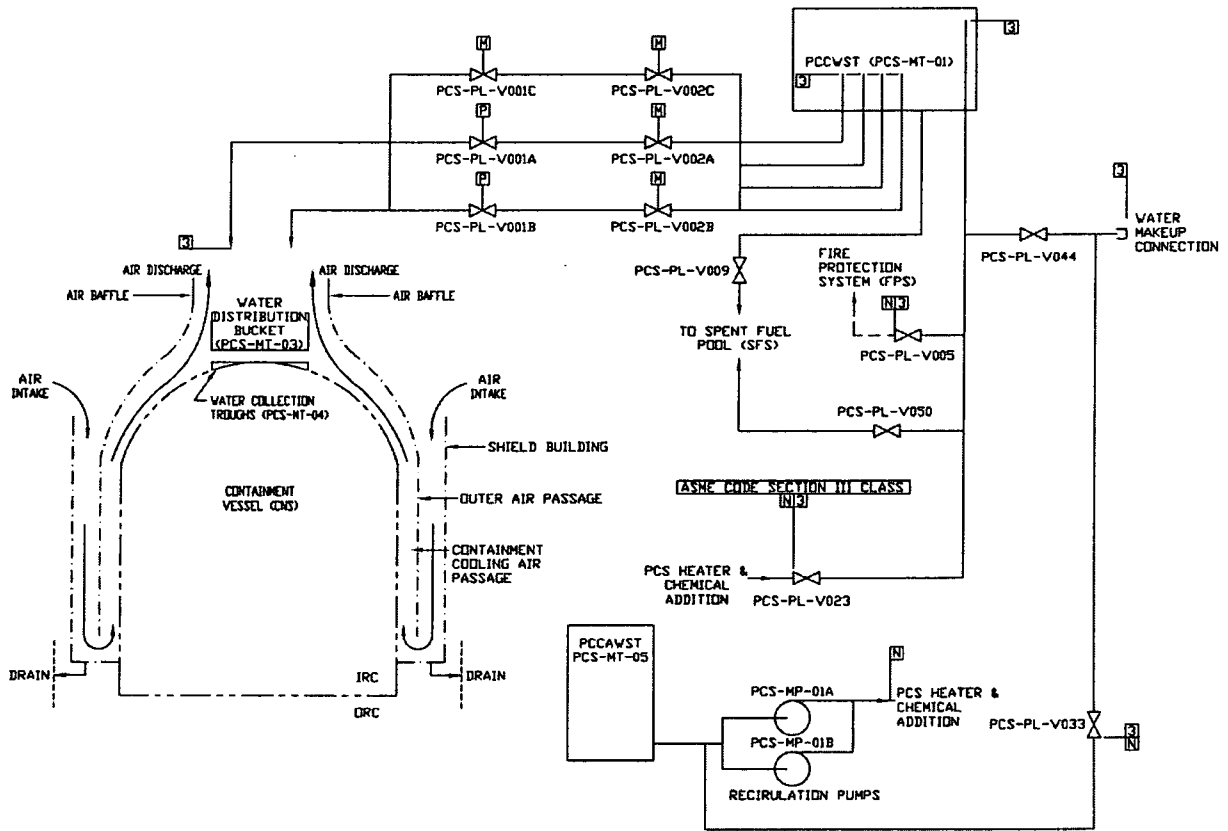 M
M
3
PCS-PL-V001C
PCS-PL-V002C
PCCWST (PCS-MT-01)
3
P
M
PCS-PL-V001A
PCS-PL-V002A
P
M
PCS-PL-V001B
PCS-PL-V002B
3
3
WATER
MAKEUP
CONNECTION
PCS-PL-V044
AIR DISCHARGE
AIR DISCHARGE
AIR BAFFLE
AIR BAFFLE
WATER
DISTRIBUTION
BUCKET
(PCS-MT-03)
PCS-PL-V009
FIRE
PROTECTION
SYSTEM (FPS)
N 3
PCS-PL-V005
TO SPENT FUEL
POOL (SFS)
AIR
INTAKE
AIR
INTAKE
WATER COLLECTION
TROUGHS (PCS-MT-04)
PCS-PL-V050
SHIELD BUILDING
CONTAINMENT
VESSEL (CNS)
OUTER AIR PASSAGE
ASME CODE SECTION III CLASS
N 3
CONTAINMENT
COOLING AIR
PASSAGE
PCS HEATER &
CHEMICAL
ADDITION
PCS-PL-V023
PCCAWST
PCS-MT-05
DRAIN
IRC
ORC
DRAIN
N
PCS-MP-01A
PCS HEATER &
CHEMICAL
ADDITION
PCS-MP-01B
PCS-PL-V033
3
N
RECIRULATION PUMPS